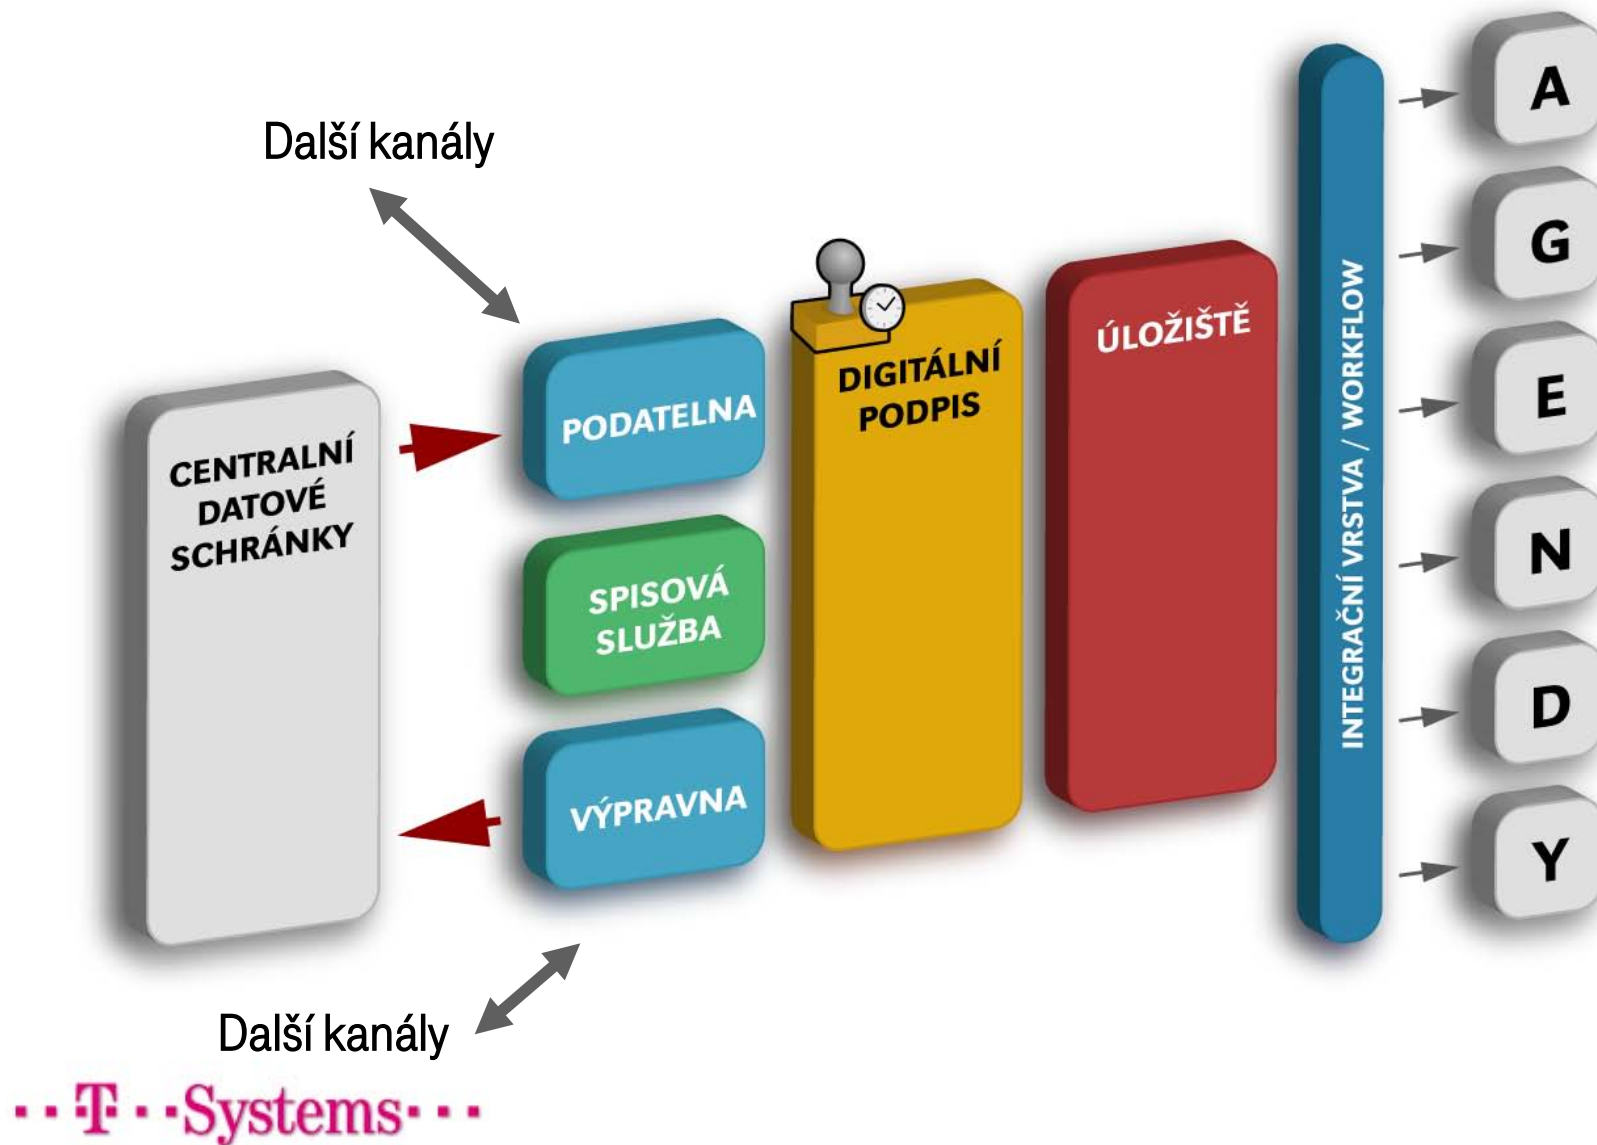 Další kanály
CENTRALNÍ
DATOVÉ
SCHRÁNKY
PODATELNA
SPISOVÁ
SLUŽBA
VÝPRAVNA
DIGITÁLNÍ
PODPIS
ÚLOŽIŠTĚ
INTEGRAČNÍ VRSTVA / WORKFLOW
A
G
E
N
D
Y
Další kanály
··T··Systems···